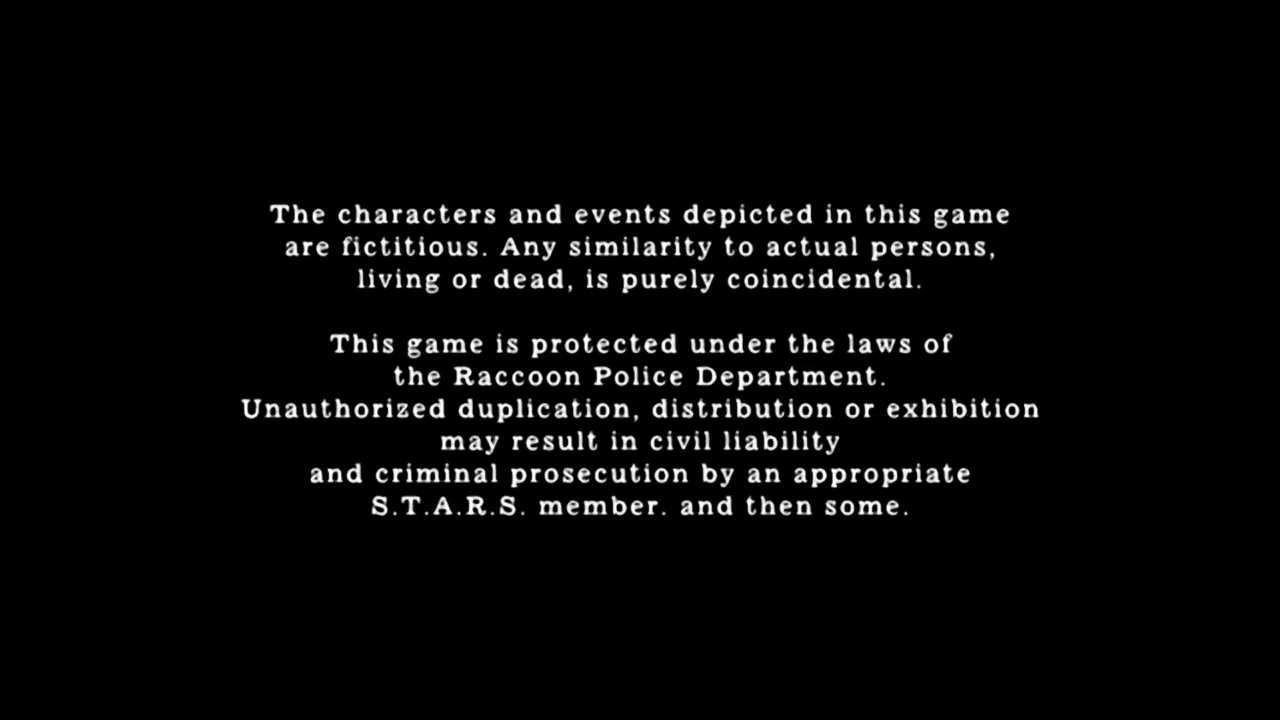 The characters and events depicted in this game
are fictitious. Any similarity to actual persons,
living or dead, is purely coincidental.
This game is protected under the laws of
the Raccoon Police Department.
Unauthorized duplication, distribution or exhibition
may result in civil liability
and criminal prosecution by an appropriate
S.T.A.R.S. member. and then some.